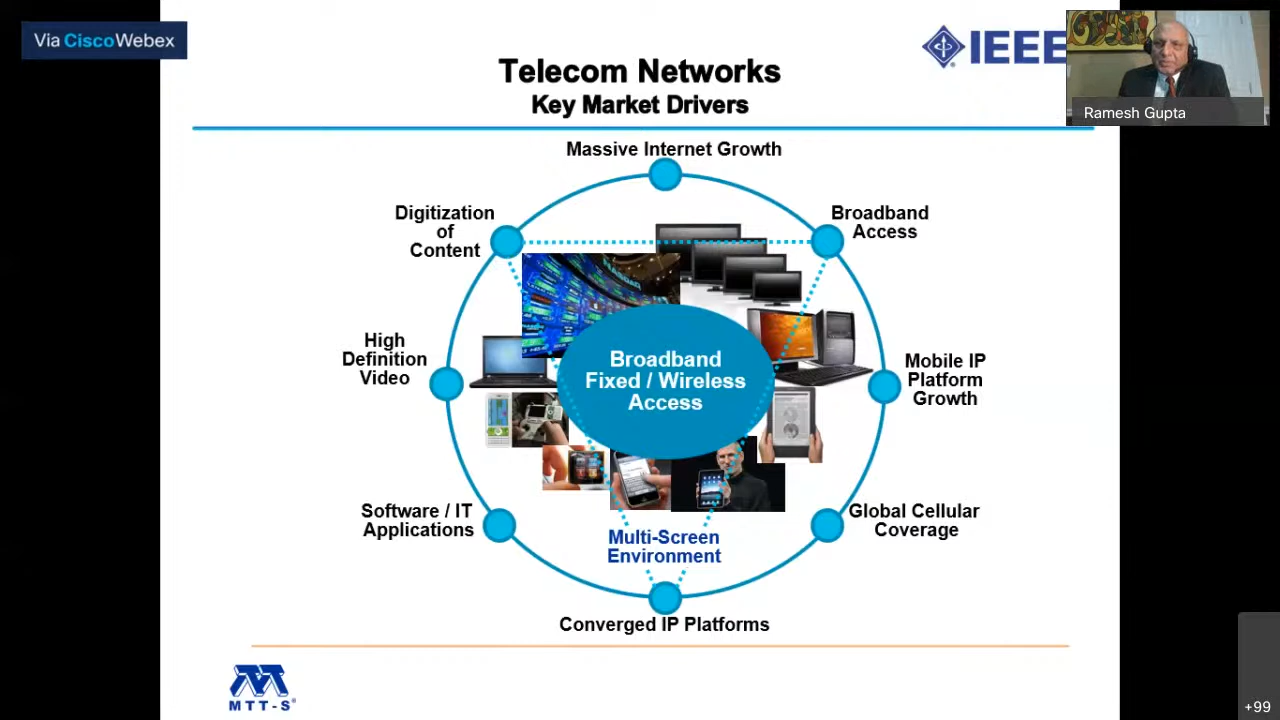 Via CiscoWebex
IEEE
Telecom Networks
Key Market Drivers
Ramesh Gupta
Massive Internet Growth
Digitization
of
Content
Broadband
Access
NASDAQ
High
Definition
Video
Broadband
Fixed / Wireless
Access
Mobile IP
Platform
Growth
Software / IT
Applications
Global Cellular
Coverage
Multi-Screen
Environment
Converged IP Platforms
MTT-S®
+99